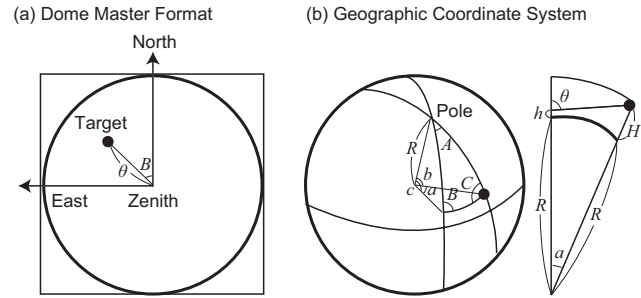 (a) Dome Master Format
North
Target
θ
B
East
Zenith
(b) Geographic Coordinate System
Pole
A
R
b
c
a
B
C
h
θ
H
R
R
a